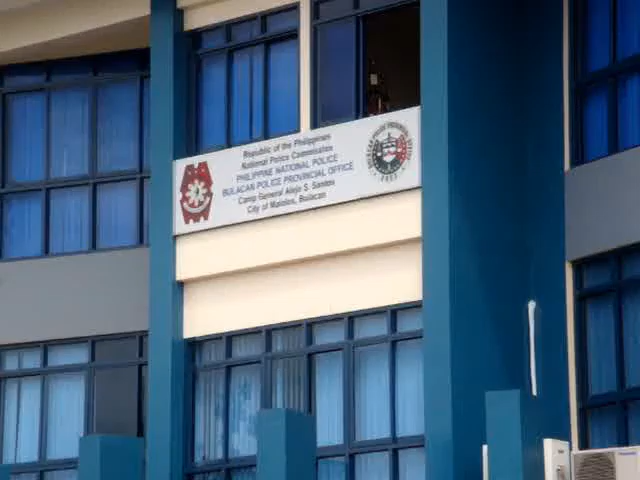 Republic of the Philippines
National Police Commission
PHILIPPINE NATIONAL POLICE
BULACAN POLICE PROVINCIAL OFFICE
Camp General Alejo S. Santos
City of Malolos, Bulacan